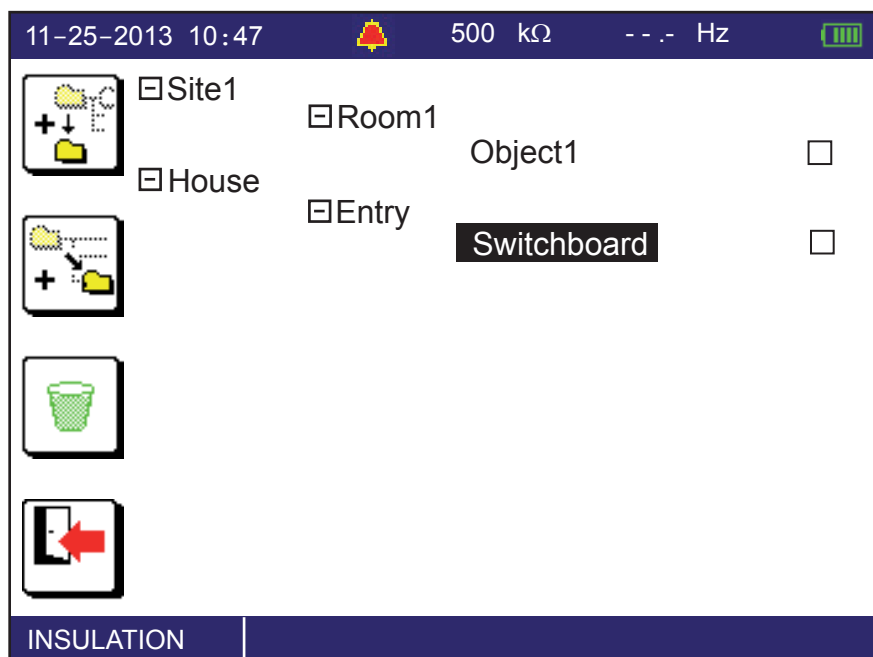 11-25-2013 10:47 500 kΩ - - .- Hz
Site1
Room1
Object1
House
Entry
Switchboard
INSULATION